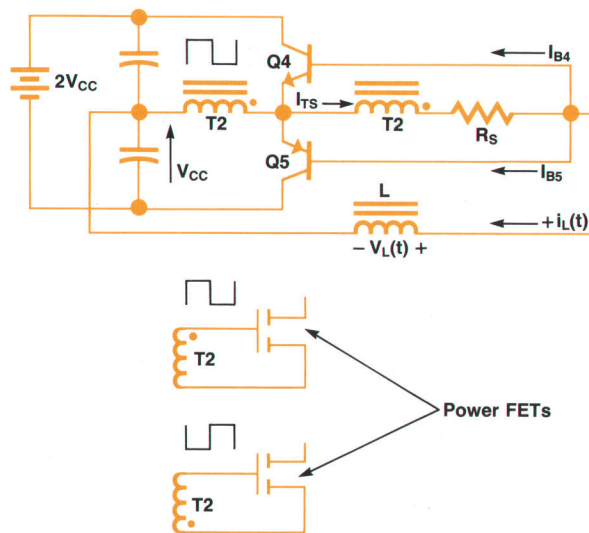 2VCC
Q4
IB4
ITS
T2
T2
RS
VCC
Q5
IB5
L
+ iL(t)
− VL(t) +
T2
Power FETs
T2